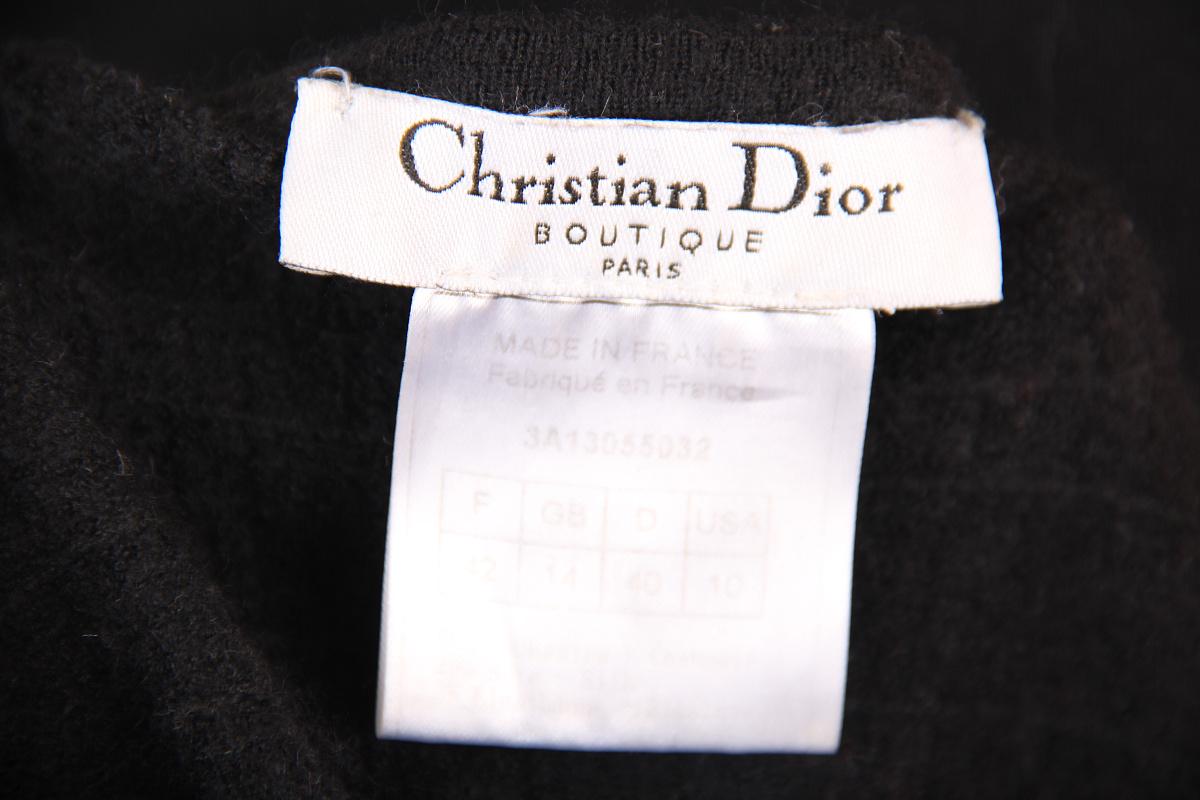 Christian Dior
BOUTIQUE
PARIS
MADE IN FRANCE
Fabriqué en France
3A13055032
F GB D USA
42 14 40 10